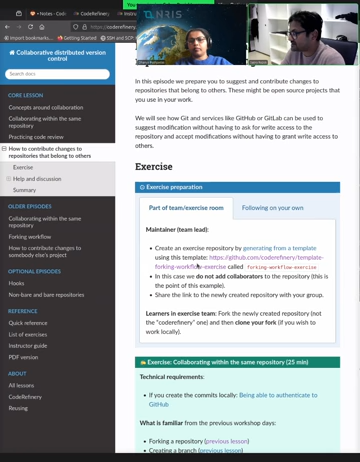 • Notes - Cod
CodeRefinery
NRIS
Import bookmarks...
Getting Started
SSH and SCP
Collaborative distributed version
control
Search docs
CORE LESSON
Concepts around collaboration
Collaborating within the same
repository
Practicing code review
How to contribute changes to
repositories that belong to others
Exercise
Help and discussion
Summary
OLDER EPISODES
Collaborating within the same
repository
Forking workflow
How to contribute changes to
somebody else's project
OPTIONAL EPISODES
Hooks
Non-bare and bare repositories
REFERENCE
Quick reference
List of exercises
Instructor guide
PDF version
ABOUT
All lessons
CodeRefinery
Reusing
In this episode we prepare you to suggest and contribute changes
to repositories that belong to others. These might be open source projects that
you use in your work.
We will see how Git and services like GitHub or GitLab can be used to
suggest modification without having to ask for write access to the
repository and accept modifications without having to grant write access to
others.
Exercise
Exercise preparation
Part of team/exercise room
Following on your own
Maintainer (team lead):
• Create an exercise repository by generating from a template
using this template: https://github.com/coderefinery/template-
forking-workflow-exercise called forking-workflow-exercise
• In this case we do not add collaborators to the repository (this is
the point of this example).
• Share the link to the newly created repository with your group.
Learners in exercise team: Fork the newly created repository (not
the "coderefinery" one) and then clone your fork (if you wish to
work locally).
Exercise: Collaborating within the same repository (25 min)
Technical requirements:
• If you create the commits locally: Being able to authenticate to
GitHub
What is familiar from the previous workshop days:
• Forking a repository (previous lesson)
• Creating a branch (previous lesson)